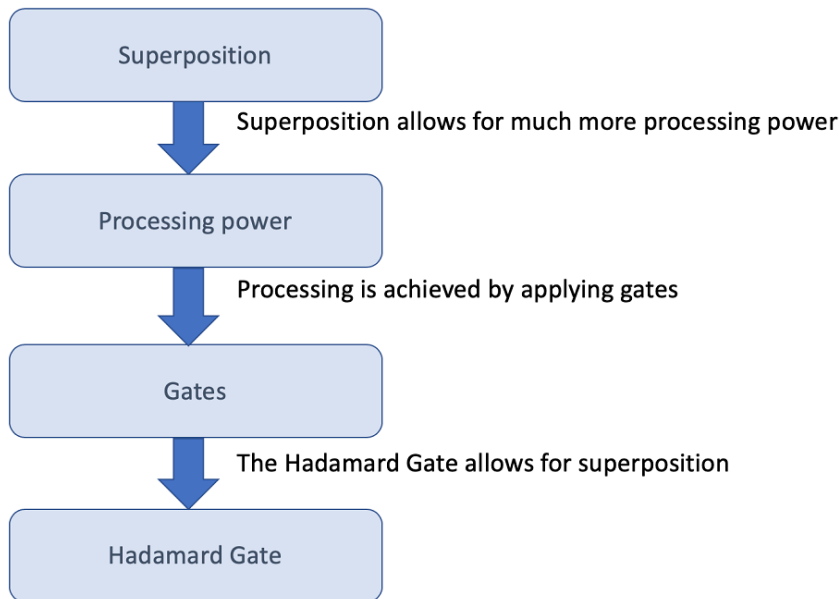 Superposition
Superposition allows for much more processing power
Processing power
Processing is achieved by applying gates
Gates
The Hadamard Gate allows for superposition
Hadamard Gate